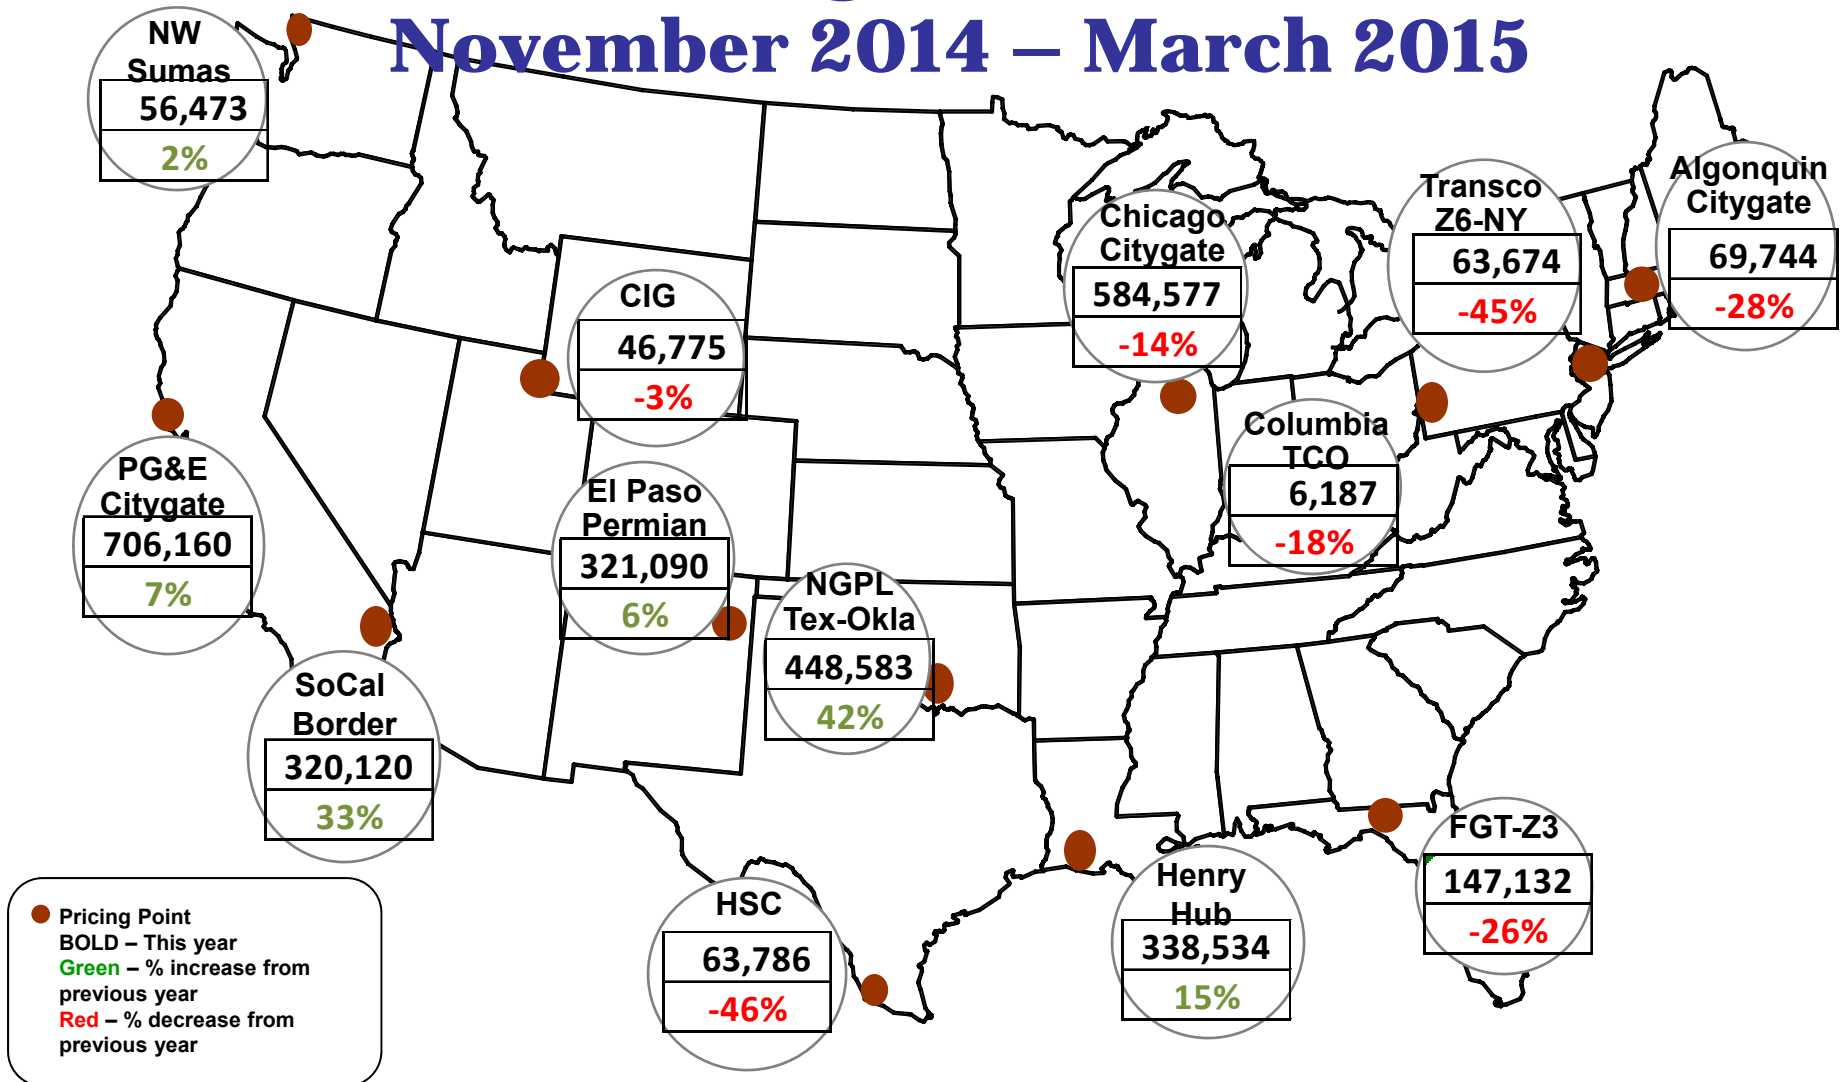 November 2014 – March 2015
NW
Sumas
56,473
2%
CIG
46,775
-3%
Chicago
Citygate
584,577
-14%
Transco
Z6-NY
63,674
-45%
Algonquin
Citygate
69,744
-28%
PG&E
Citygate
706,160
7%
El Paso
Permian
321,090
6%
Columbia
TCO
6,187
-18%
NGPL
Tex-Okla
448,583
42%
SoCal
Border
320,120
33%
HSC
63,786
-46%
Henry
Hub
338,534
15%
FGT-Z3
147,132
-26%
Pricing Point
BOLD – This year
Green – % increase from
previous year
Red – % decrease from
previous year